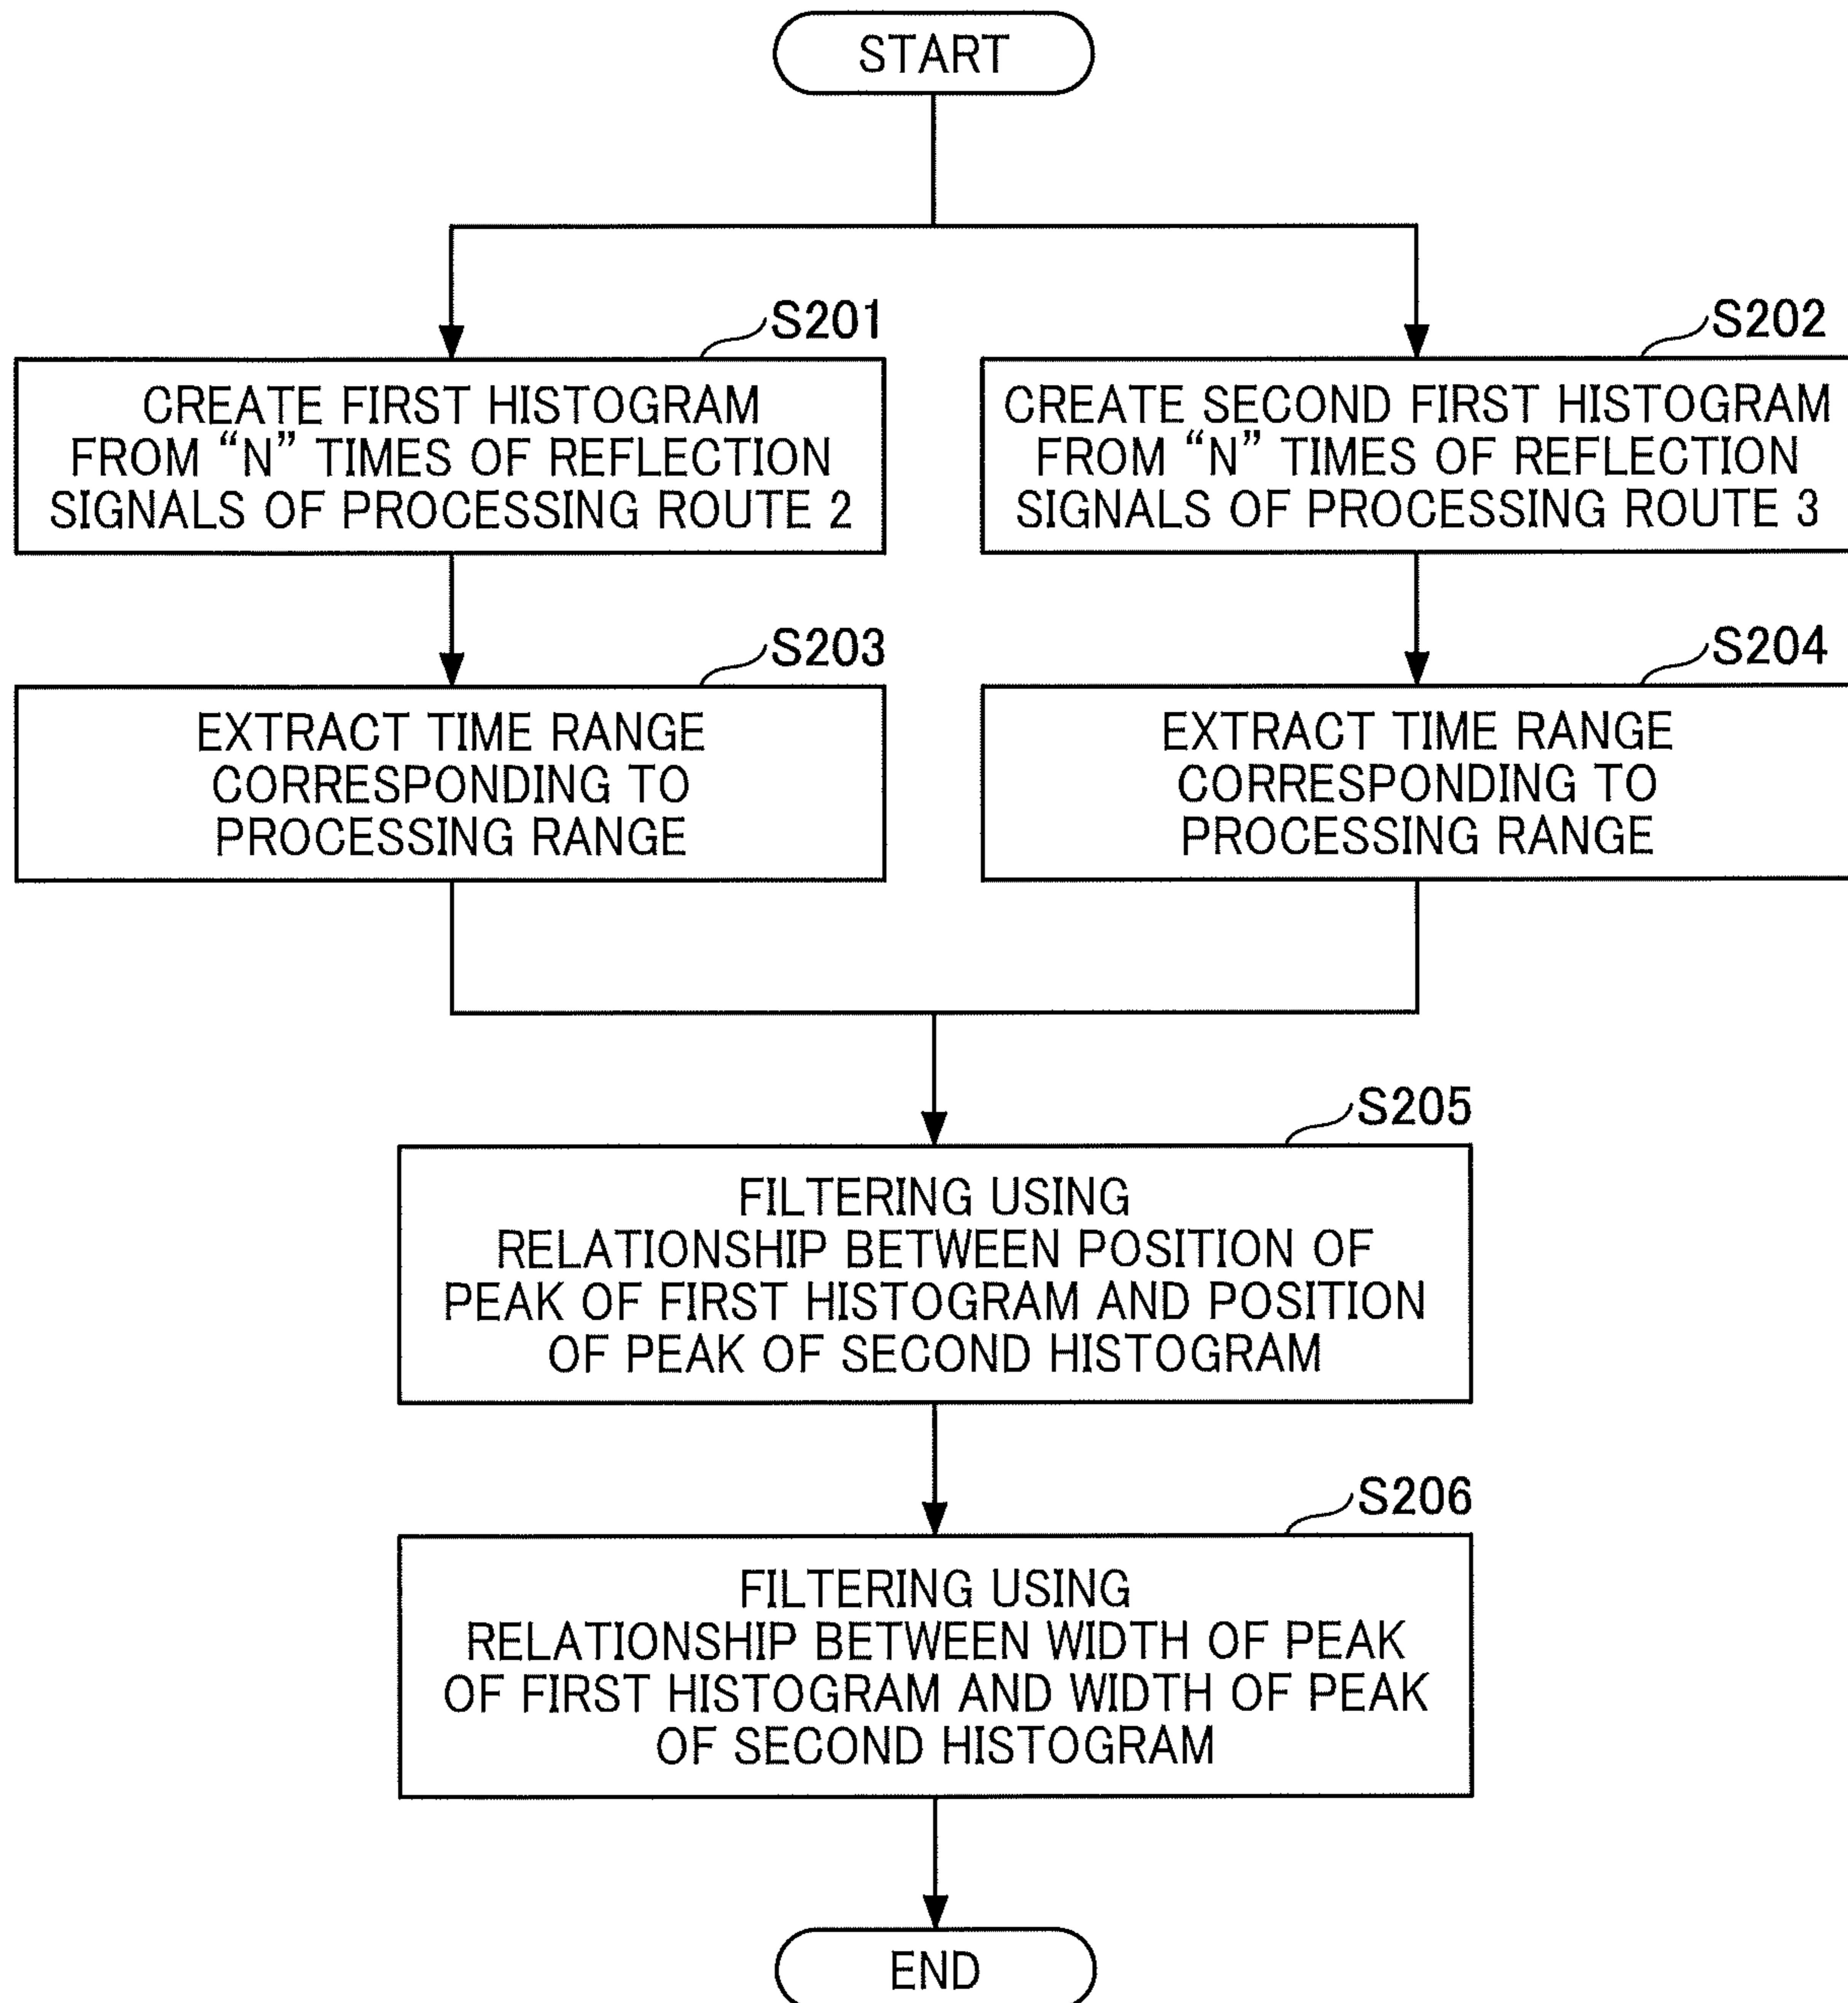 START
S201
CREATE FIRST HISTOGRAM
FROM “N” TIMES OF REFLECTION
SIGNALS OF PROCESSING ROUTE 2
S202
CREATE SECOND FIRST HISTOGRAM
FROM “N” TIMES OF REFLECTION
SIGNALS OF PROCESSING ROUTE 3
S203
EXTRACT TIME RANGE
CORRESPONDING TO
PROCESSING RANGE
S204
EXTRACT TIME RANGE
CORRESPONDING TO
PROCESSING RANGE
S205
FILTERING USING
RELATIONSHIP BETWEEN POSITION OF
PEAK OF FIRST HISTOGRAM AND POSITION
OF PEAK OF SECOND HISTOGRAM
S206
FILTERING USING
RELATIONSHIP BETWEEN WIDTH OF PEAK
OF FIRST HISTOGRAM AND WIDTH OF PEAK
OF SECOND HISTOGRAM
END